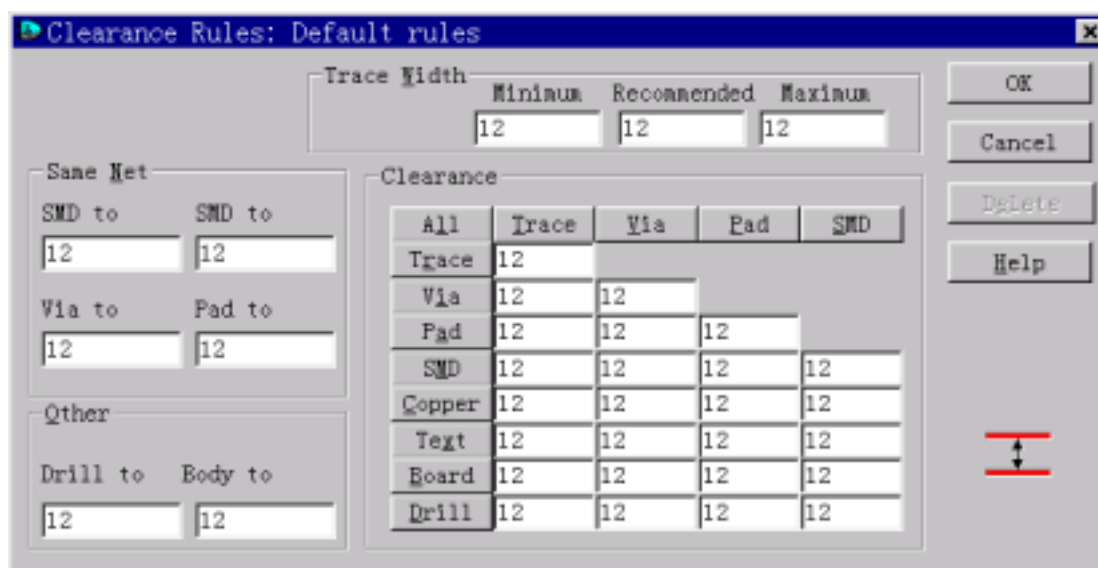 Clearance Rules: Default rules
Trace Width
Minimum Recommended Maximum
12 12 12
OK
Cancel
Delete
Help
Same Net
SMD to SMD to
12 12
Via to Pad to
12 12
Other
Drill to Body to
12 12
Clearance
All Trace Via Pad SMD
Trace 12
Via 12 12
Pad 12 12 12
SMD 12 12 12 12
Copper 12 12 12 12
Text 12 12 12 12
Board 12 12 12 12
Drill 12 12 12 12